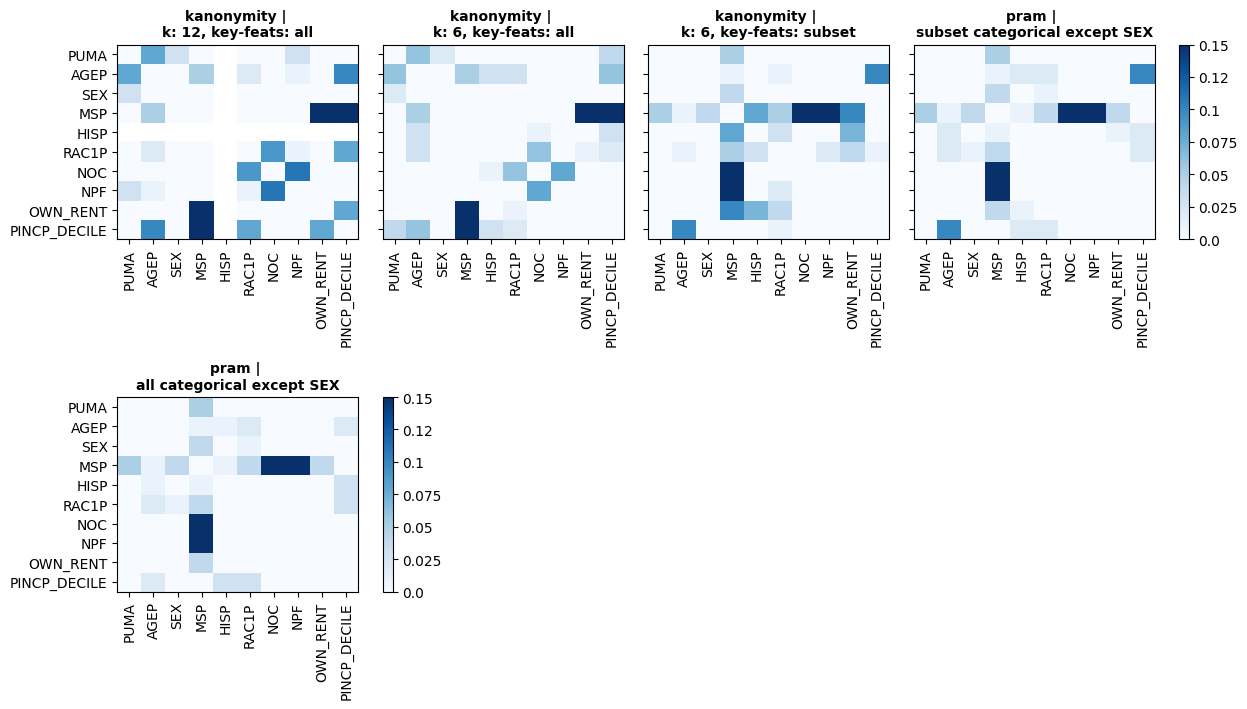 kanonymity |
k: 12, key-feats: all
kanonymity |
k: 6, key-feats: all
kanonymity |
k: 6, key-feats: subset
pram |
subset categorical except SEX
PUMA
AGEP
SEX
MSP
HISP
RAC1P
NOC
NPF
OWN_RENT
PINCP_DECILE
PUMA
AGEP
SEX
MSP
HISP
RAC1P
NOC
NPF
OWN_RENT
PINCP_DECILE
PUMA
AGEP
SEX
MSP
HISP
RAC1P
NOC
NPF
OWN_RENT
PINCP_DECILE
PUMA
AGEP
SEX
MSP
HISP
RAC1P
NOC
NPF
OWN_RENT
PINCP_DECILE
PUMA
AGEP
SEX
MSP
HISP
RAC1P
NOC
NPF
OWN_RENT
PINCP_DECILE
0.15
0.12
0.1
0.075
0.05
0.025
0.0
pram |
all categorical except SEX
PUMA
AGEP
SEX
MSP
HISP
RAC1P
NOC
NPF
OWN_RENT
PINCP_DECILE
PUMA
AGEP
SEX
MSP
HISP
RAC1P
NOC
NPF
OWN_RENT
PINCP_DECILE
0.15
0.12
0.1
0.075
0.05
0.025
0.0